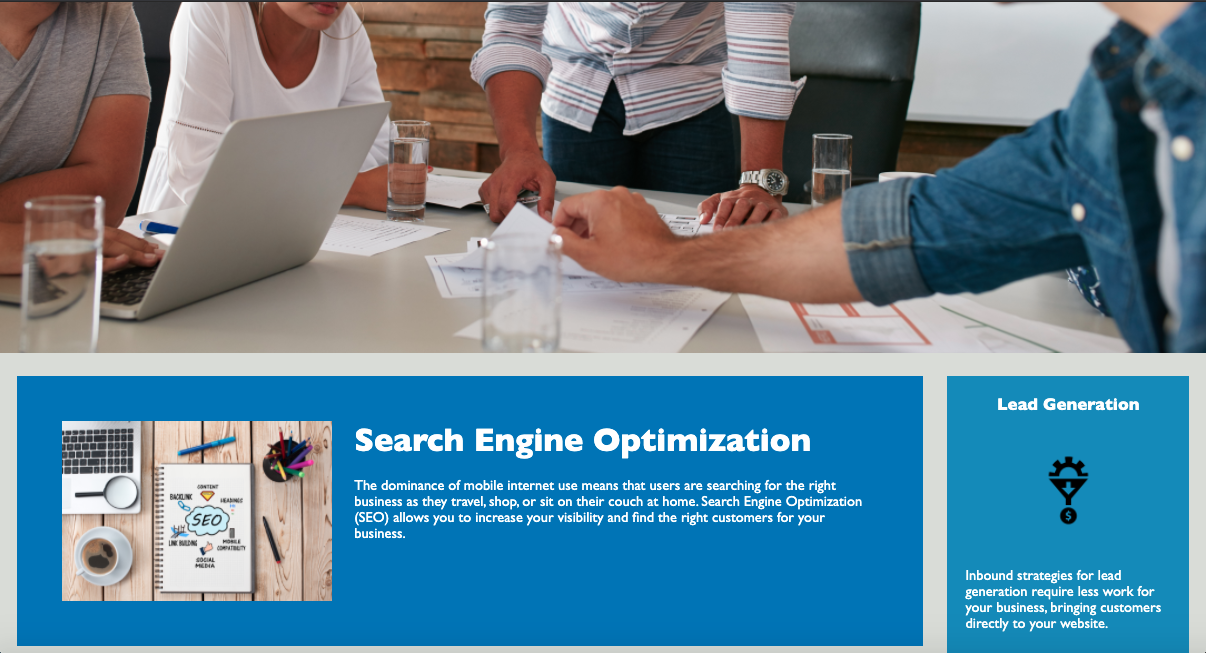 Search Engine Optimization
The dominance of mobile internet use means that users are searching for the right
business as they travel, shop, or sit on their couch at home. Search Engine Optimization
(SEO) allows you to increase your visibility and find the right customers for your
business.
CONTENT
BACKLINK
HEADINGS
SEO
LINK BUILDING
MOBILE
COMPATIBILITY
SOCIAL
MEDIA
Lead Generation
$
Inbound strategies for lead
generation require less work for
your business, bringing customers
directly to your website.